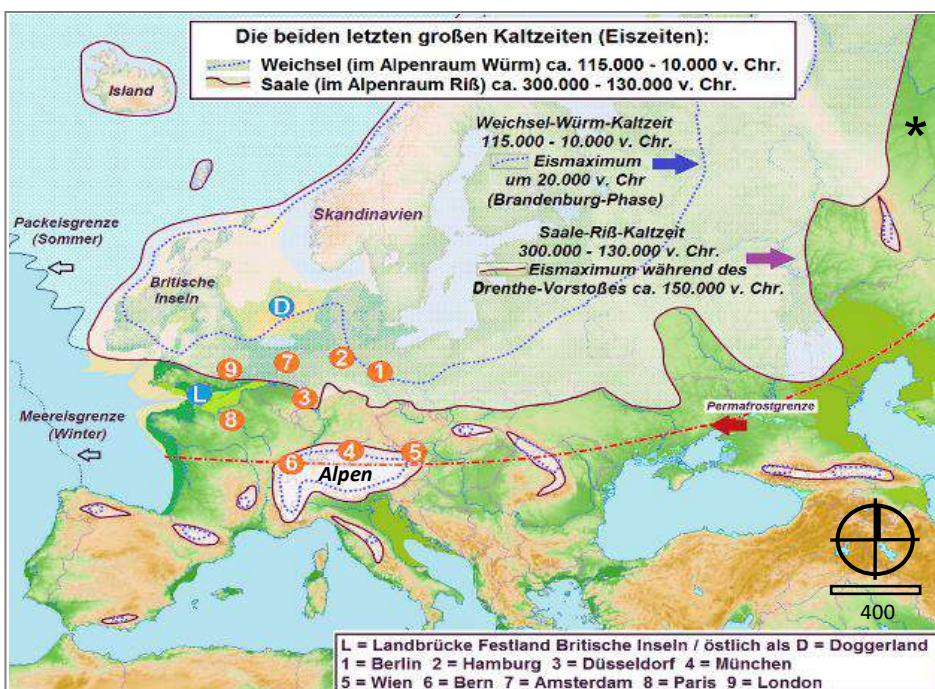 Die beiden letzten großen Kaltzeiten (Eiszeiten):
Weichsel (im Alpenraum Würm) ca. 115.000 - 10.000 v. Chr.
Saale (im Alpenraum Riß) ca. 300.000 - 130.000 v. Chr.
Island
*
Weichsel-Würm-Kaltzeit
115.000 - 10.000 v. Chr.
Eismaximum
um 20.000 v. Chr
(Brandenburg-Phase)
Skandinavien
Packeisgrenze
(Sommer)
Saale-Riß-Kaltzeit
300.000 - 130.000 v. Chr.
Eismaximum während des
Drenthe-Vorstoßes ca. 150.000 v. Chr.
Britische
Inseln
D
9
7
2
1
L
3
8
Meereisgrenze
(Winter)
Permafrostgrenze
6
4
5
Alpen
400
L = Landbrücke Festland Britische Inseln / östlich als D = Doggerland
1 = Berlin 2 = Hamburg 3 = Düsseldorf 4 = München
5 = Wien 6 = Bern 7 = Amsterdam 8 = Paris 9 = London